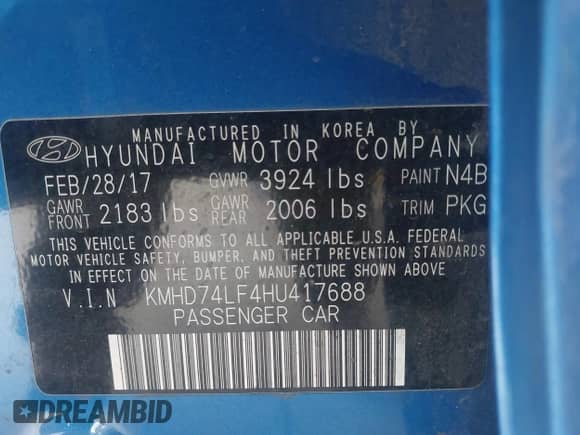 MANUFACTURED IN KOREA BY
HYUNDAI MOTOR COMPANY
FEB/28/17 GVWR 3924 lbs PAINT N4B
GAWR FRONT 2183 lbs GAWR REAR 2006 lbs TRIM PKG
THIS VEHICLE CONFORMS TO ALL APPLICABLE U.S.A. FEDERAL
MOTOR VEHICLE SAFETY, BUMPER, AND THEFT PREVENTION STANDARDS
IN EFFECT ON THE DATE OF MANUFACTURE SHOWN ABOVE
V.I.N KMHD74LF4HU417688
PASSENGER CAR
DREAMBID